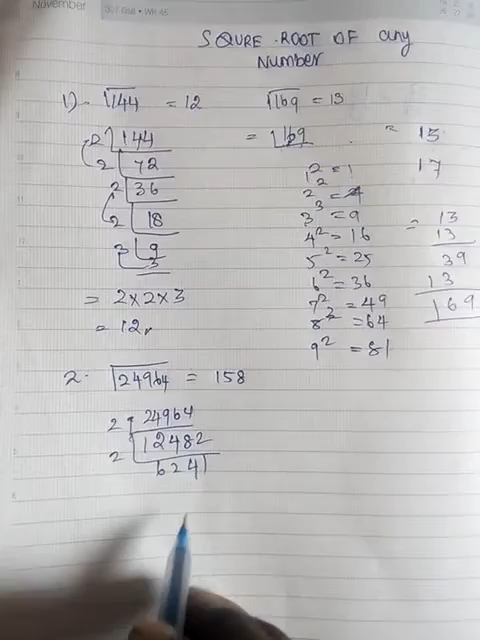 November
SQURE ROOT OF any
Number
1) √144 = 12
2 144
2 72
2 36
2 18
3 9
3
= 2×2×3
= 12
√169 = 13
= √169
1² = 1
2² = 4
3² = 9
4² = 16
5² = 25
6² = 36
7² = 49
8² = 64
9² = 81
= 15
17
= 13
13
39
13
169
2. √24964 = 158
2 24964
2 12482
6241